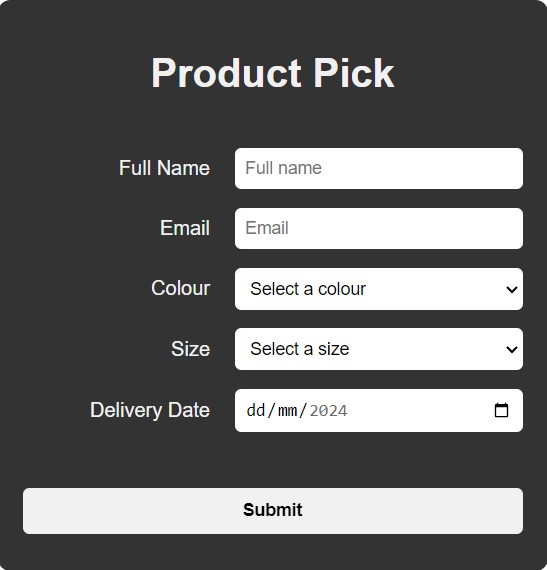 Product Pick
Full Name Full name
Email Email
Colour Select a colour
Size Select a size
Delivery Date dd/mm/2024
Submit